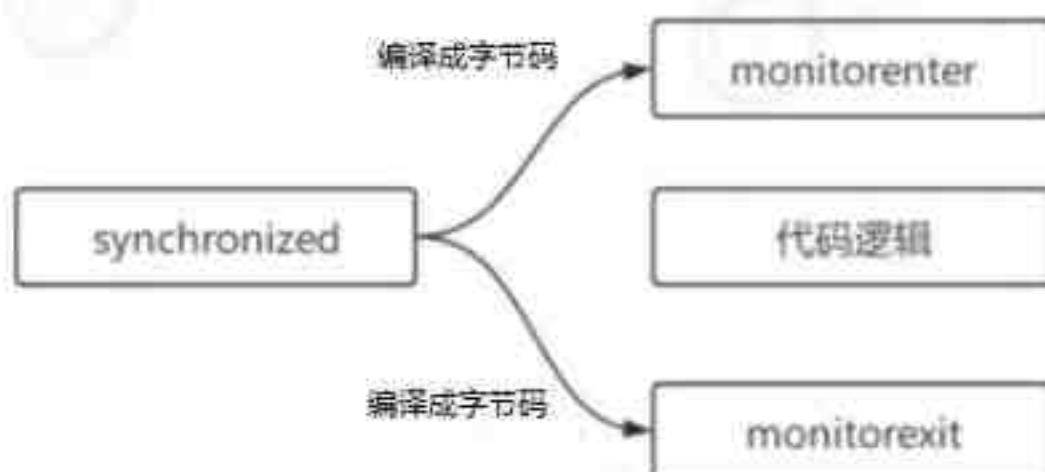 编译成字节码
monitorenter
synchronized
代码逻辑
编译成字节码
monitorexit